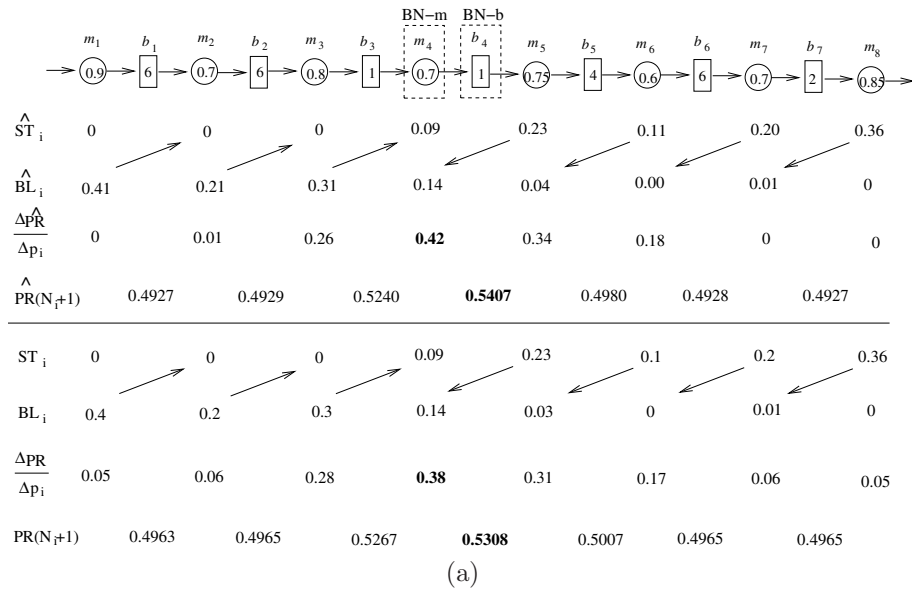 BN−m BN−b
m1 b1 m2 b2 m3 b3 m4 b4 m5 b5 m6 b6 m7 b7 m8
0.9 6 0.7 6 0.8 1 0.7 1 0.75 4 0.6 6 0.7 2 0.85
ŜT i 0 0 0 0.09 0.23 0.11 0.20 0.36
B̂L i 0.41 0.21 0.31 0.14 0.04 0.00 0.01 0
ΔP̂R
Δp i 0 0.01 0.26 0.42 0.34 0.18 0 0
P̂R(N i+1) 0.4927 0.4929 0.5240 0.5407 0.4980 0.4928 0.4927
ST i 0 0 0 0.09 0.23 0.1 0.2 0.36
BL i 0.4 0.2 0.3 0.14 0.03 0 0.01 0
ΔPR
Δp i 0.05 0.06 0.28 0.38 0.31 0.17 0.06 0.05
PR(N i+1) 0.4963 0.4965 0.5267 0.5308 0.5007 0.4965 0.4965
(a)